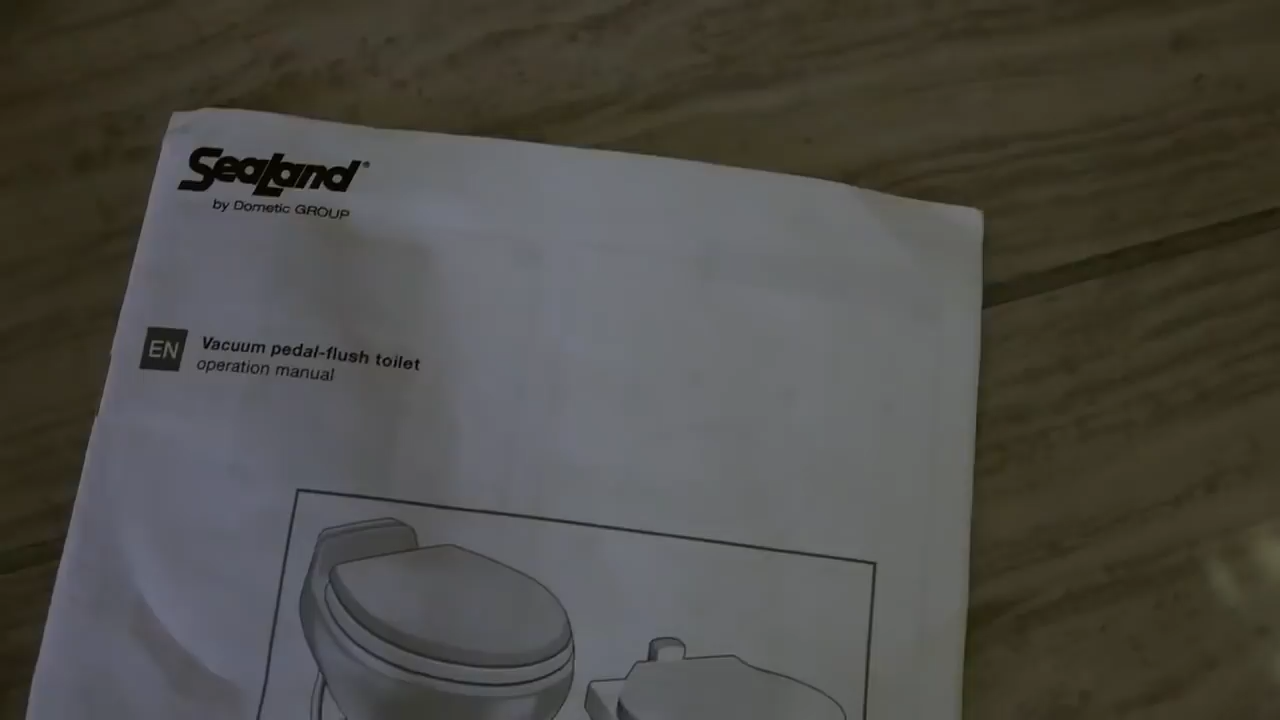 SeaLand®
by Dometic GROUP
EN
Vacuum pedal-flush toilet
operation manual